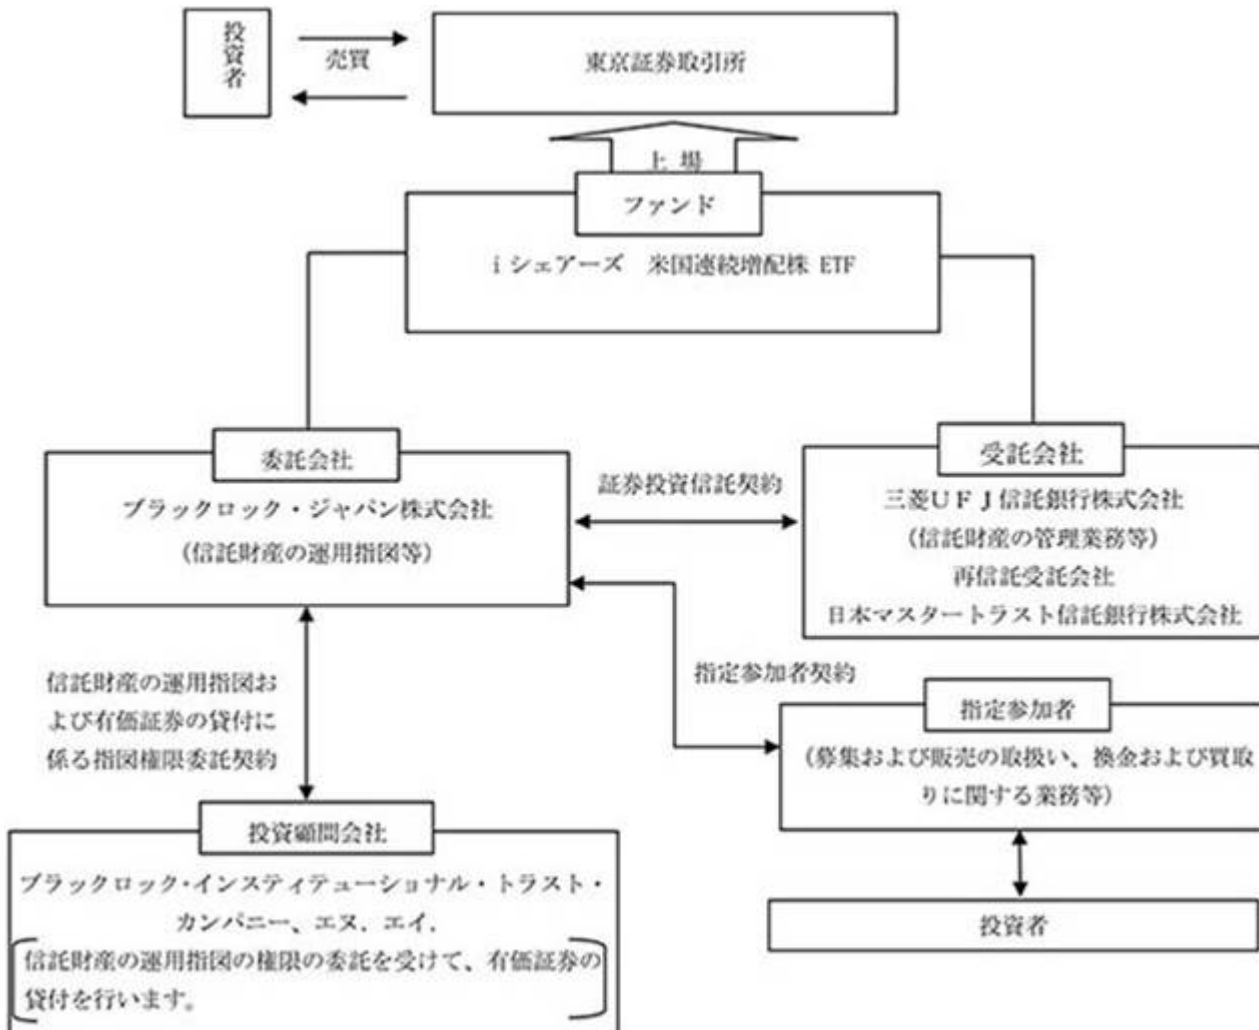 投資者
売買
東京証券取引所
上場
ファンド
iシェアーズ 米国連続増配株 ETF
委託会社
ブラックロック・ジャパン株式会社
(信託財産の運用指図等)
証券投資信託契約
受託会社
三菱UFJ信託銀行株式会社
(信託財産の管理業務等)
再信託受託会社
日本マスタートラスト信託銀行株式会社
信託財産の運用指図お
よび有価証券の貸付に
係る指図権限委託契約
指定参加者契約
指定参加者
(募集および販売の取扱い、換金および買取
りに関する業務等)
投資顧問会社
ブラックロック・インスティテューショナル・トラスト・
カンパニー、エヌ.エイ.
信託財産の運用指図の権限の委託を受けて、有価証券の
貸付を行います。
投資者